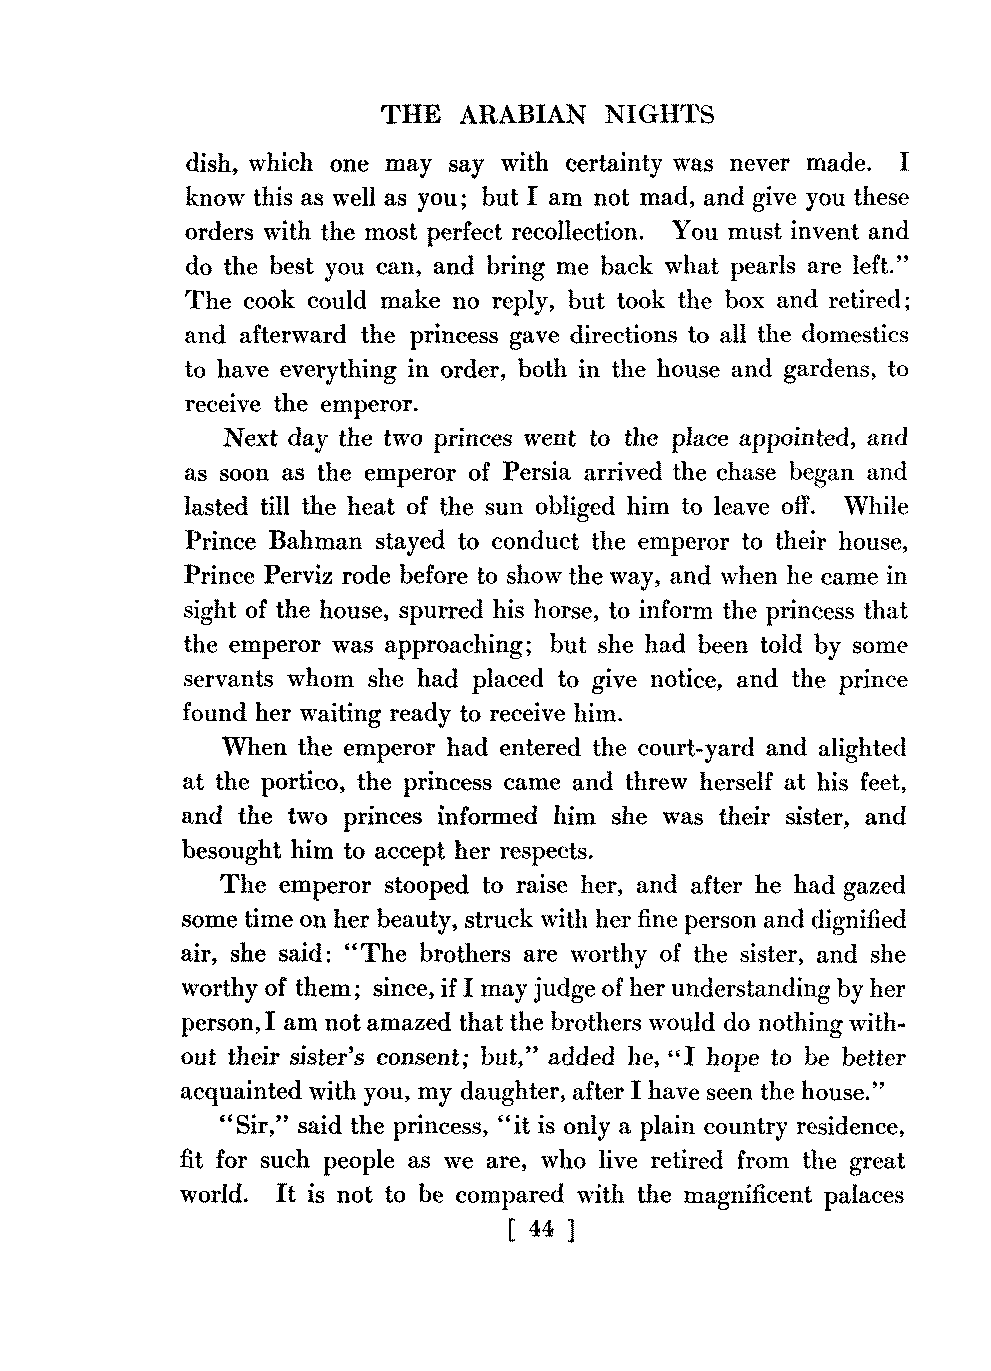 THE ARABIAN NIGHTS
dish, which one may say with certainty was never made. I
know this as well as you; but I am not mad, and give you these
orders with the most perfect recollection. You must invent and
do the best you can, and bring me back what pearls are left.”
The cook could make no reply, but took the box and retired;
and afterward the princess gave directions to all the domestics
to have everything in order, both in the house and gardens, to
receive the emperor.
Next day the two princes went to the place appointed, and
as soon as the emperor of Persia arrived the chase began and
lasted till the heat of the sun obliged him to leave off. While
Prince Bahman stayed to conduct the emperor to their house,
Prince Perviz rode before to show the way, and when he came in
sight of the house, spurred his horse, to inform the princess that
the emperor was approaching; but she had been told by some
servants whom she had placed to give notice, and the prince
found her waiting ready to receive him.
When the emperor had entered the court-yard and alighted
at the portico, the princess came and threw herself at his feet,
and the two princes informed him she was their sister, and
besought him to accept her respects.
The emperor stooped to raise her, and after he had gazed
some time on her beauty, struck with her fine person and dignified
air, she said: “The brothers are worthy of the sister, and she
worthy of them; since, if I may judge of her understanding by her
person, I am not amazed that the brothers would do nothing with-
out their sister’s consent; but,” added he, “I hope to be better
acquainted with you, my daughter, after I have seen the house.”
“Sir,” said the princess, “it is only a plain country residence,
fit for such people as we are, who live retired from the great
world. It is not to be compared with the magnificent palaces
[ 44 ]